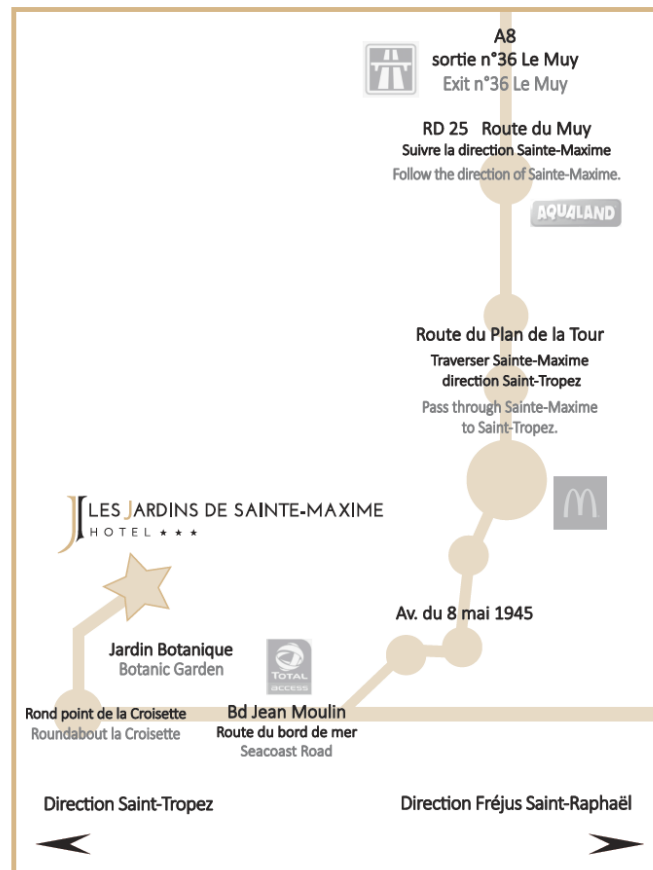 A8
sortie n°36 Le Muy
Exit n°36 Le Muy
RD 25 Route du Muy
Suivre la direction Sainte-Maxime
Follow the direction of Sainte-Maxime.
AQUALAND
Route du Plan de la Tour
Traverser Sainte-Maxime
direction Saint-Tropez
Pass through Sainte-Maxime
to Saint-Tropez.
LES JARDINS DE SAINTE-MAXIME
HOTEL ★ ★ ★
Av. du 8 mai 1945
Jardin Botanique
Botanic Garden
TOTAL
access
Rond point de la Croisette
Roundabout la Croisette
Bd Jean Moulin
Route du bord de mer
Seacoast Road
Direction Saint-Tropez
Direction Fréjus Saint-Raphaël